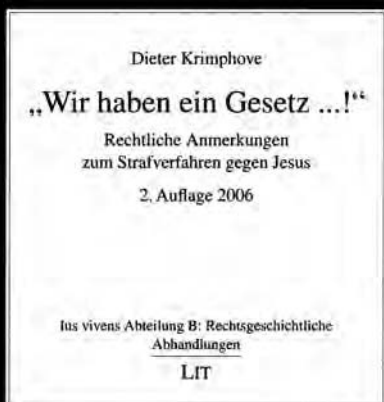 Dieter Krimphove
„Wir haben ein Gesetz ...!“
Rechtliche Anmerkungen
zum Strafverfahren gegen Jesus
2. Auflage 2006
Ius vivens Abteilung B: Rechtsgeschichtliche
Abhandlungen
LIT